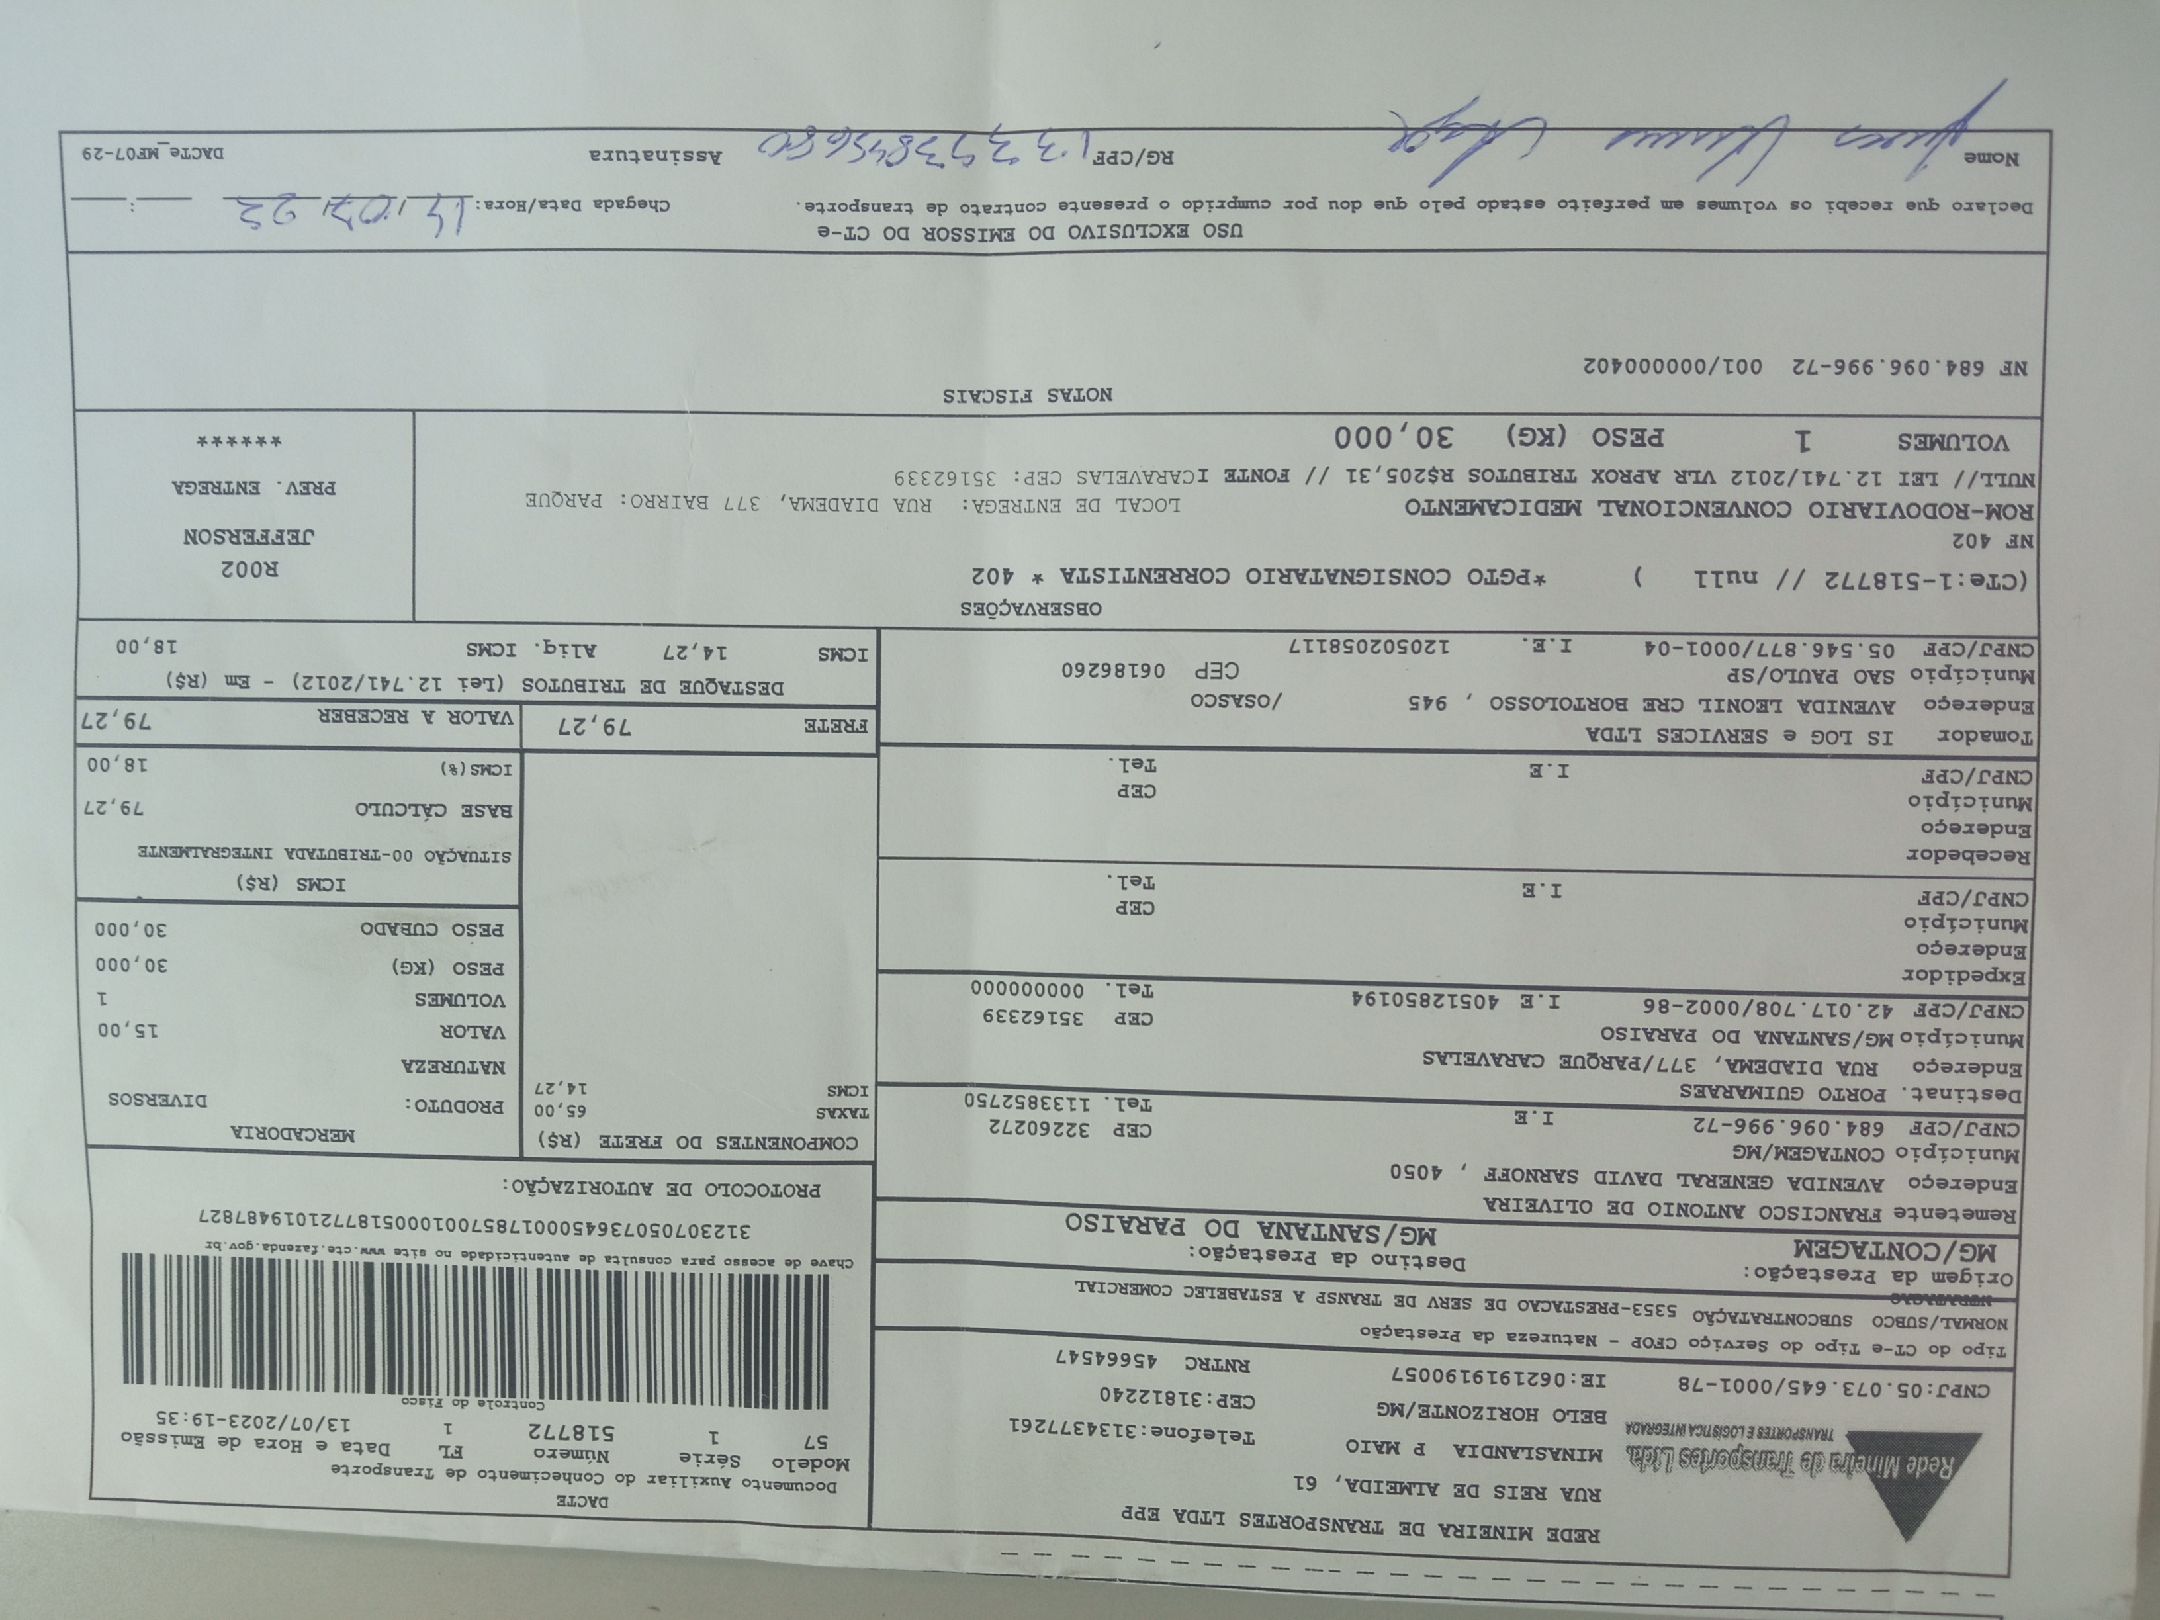 REDE MINEIRA DE TRANSPORTES LTDA EPP
RUA REIS DE ALMEIDA, 61
Rede Mineira de Transportes Ltda.
TRANSPORTES E LOGÍSTICA INTEGRADA
MINASLANDIA P MAIO Telefone:3134377261
BELO HORIZONTE/MG CEP:31812240
CNPJ:05.073.645/0001-78 IE:0621919190057 RNTRC 45664547
DACTE
Documento Auxiliar do Conhecimento de Transporte
Modelo Série Número FL Data e Hora de Emissão
57 1 518772 1 13/07/2023-19:35
Controle do Fisco
Chave de acesso para consulta de autenticidade no site www.cte.fazenda.gov.br
31230705073645000178570010005187721019487827
PROTOCOLO DE AUTORIZAÇÃO:
Tipo do CT-e Tipo do Serviço CFOP - Natureza da Prestação
NORMAL/SUBCO SUBCONTRATAÇÃO 5353-PRESTACAO DE SERV DE TRANSP A ESTABELEC COMERCIAL
Origem da Prestação: Destino da Prestação:
MG/CONTAGEM MG/SANTANA DO PARAISO
Remetente FRANCISCO ANTONIO DE OLIVEIRA
Endereço AVENIDA GENERAL DAVID SARNOFF , 4050
Município CONTAGEM/MG CEP 32260272
CNPJ/CPF 684.096.996-72 I.E Tel. 1133852750
Destinat. PORTO GUIMARAES
Endereço RUA DIADEMA, 377/PARQUE CARAVELAS
Município MG/SANTANA DO PARAISO CEP 35162339
CNPJ/CPF 42.017.708/0002-86 I.E 40512850194 Tel. 000000000
Expedidor
Endereço
Município CEP
CNPJ/CPF I.E Tel.
Recebedor
Endereço
Município CEP
CNPJ/CPF I.E Tel.
Tomador IS LOG e SERVICES LTDA
Endereço AVENIDA LEONIL CRE BORTOLOSSO , 945 /OSASCO
Município SAO PAULO/SP CEP 06186260
CNPJ/CPF 05.546.877/0001-04 I.E. 120502058117
COMPONENTES DO FRETE (R$)
TAXAS 65,00
ICMS 14,27
MERCADORIA
PRODUTO: DIVERSOS
NATUREZA
VALOR 15,00
VOLUMES 1
PESO (KG) 30,000
PESO CUBADO 30,000
ICMS (R$)
SITUAÇÃO 00-TRIBUTADA INTEGRALMENTE
BASE CÁLCULO 79,27
ICMS(%) 18,00
FRETE 79,27 VALOR A RECEBER 79,27
DESTAQUE DE TRIBUTOS (Lei 12.741/2012) - Em (R$)
ICMS 14,27 Aliq. ICMS 18,00
OBSERVAÇÕES
(CTe:1-518772 // null ) *PGTO CONSIGNATARIO CORRENTISTA * 402
NF 402
ROM-RODOVIARIO CONVENCIONAL MEDICAMENTO LOCAL DE ENTREGA: RUA DIADEMA, 377 BAIRRO: PARQUE
NULL// LEI 12.741/2012 VLR APROX TRIBUTOS R$205,31 // FONTE ICARAVELAS CEP: 35162339
VOLUMES 1 PESO (KG) 30,000
R002
JEFFERSON
PREV. ENTREGA
******
NOTAS FISCAIS
NF 684.096.996-72 001/000000402
USO EXCLUSIVO DO EMISSOR DO CT-e
Declaro que recebi os volumes em perfeito estado pelo que dou por cumprido o presente contrato de transporte. Chegada Data/Hora: 14/07/23 :
Nome RG/CPF Assinatura DACTe_MF07-29